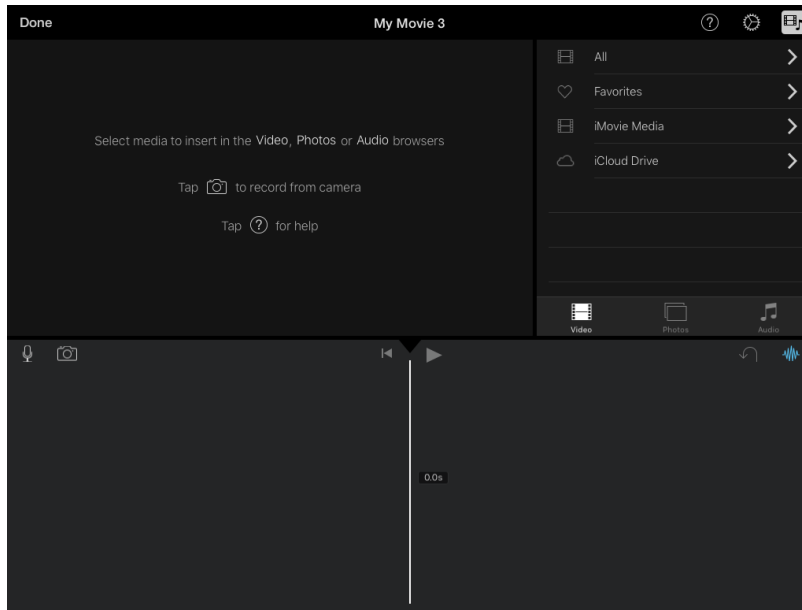 Done
My Movie 3
?
All
Favorites
iMovie Media
iCloud Drive
Select media to insert in the Video, Photos or Audio browsers
Tap to record from camera
Tap ? for help
Video
Photos
Audio
0.0s